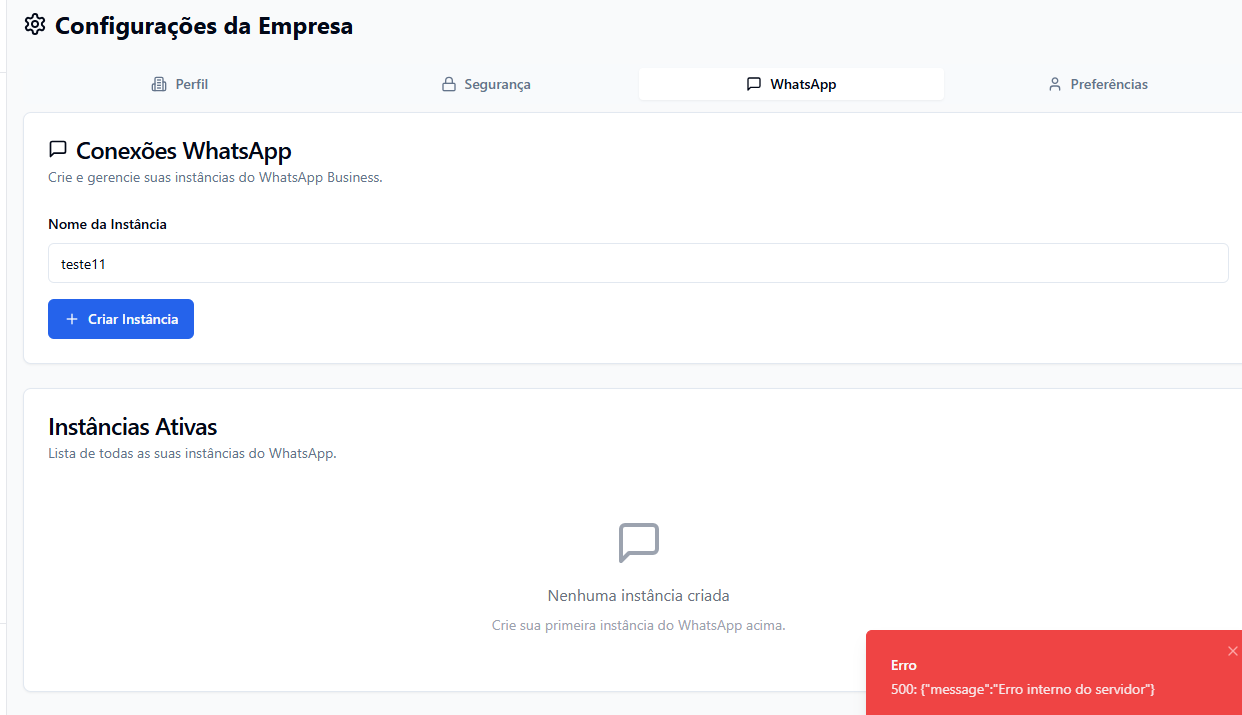 Configurações da Empresa
Perfil
Segurança
WhatsApp
Preferências
Conexões WhatsApp
Crie e gerencie suas instâncias do WhatsApp Business.
Nome da Instância
teste11
Criar Instância
Instâncias Ativas
Lista de todas as suas instâncias do WhatsApp.
Nenhuma instância criada
Crie sua primeira instância do WhatsApp acima.
Erro
500: {"message":"Erro interno do servidor"}